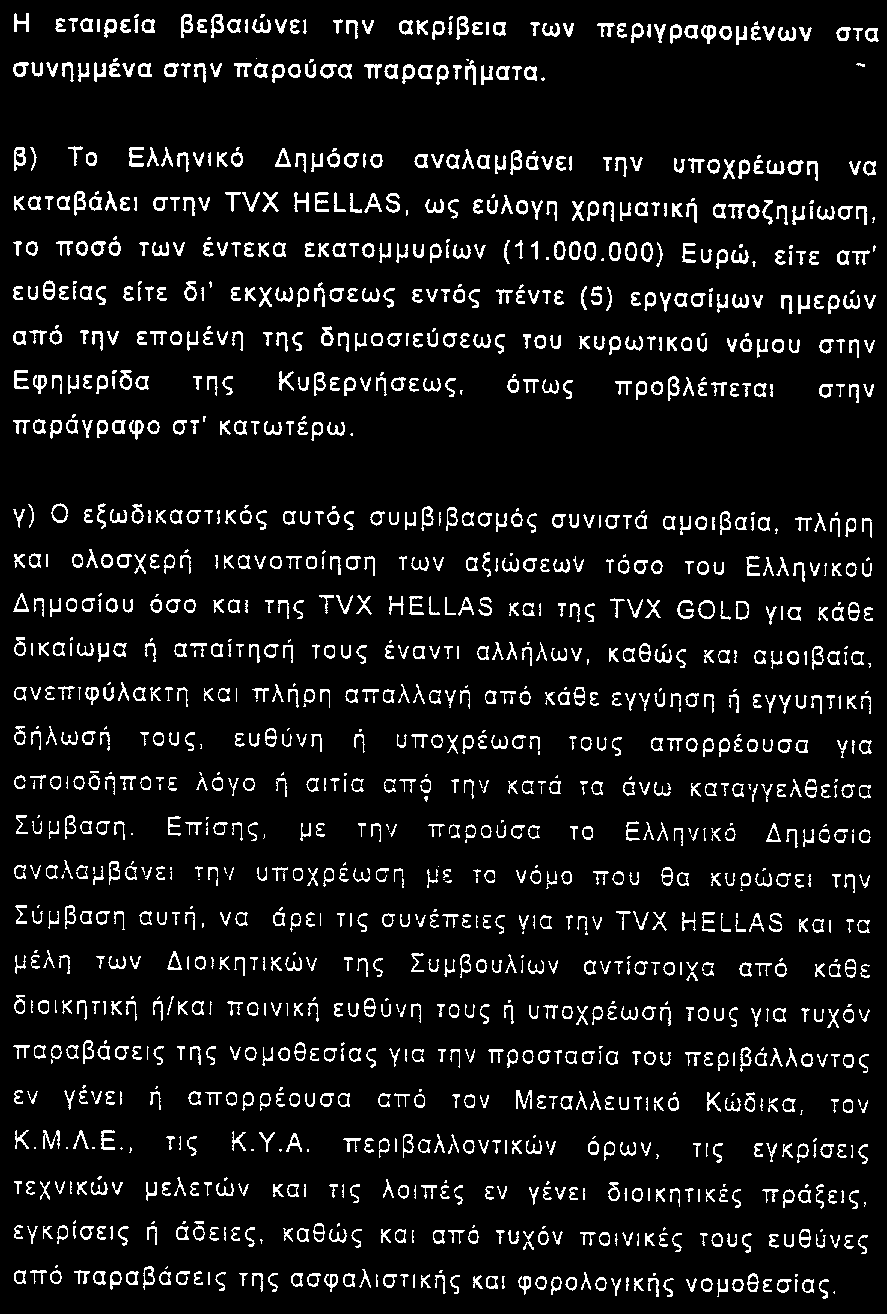 Η εταιρεία βεβαιώνει την ακρίβεια των περιγραφομένων στα
συνημμένα στην παρούσα παραρτήματα.
β) Το Ελληνικό Δημόσιο αναλαμβάνει την υποχρέωση να
καταβάλει στην TVX HELLAS, ως εύλογη χρηματική αποζημίωση,
το ποσό των έντεκα εκατομμυρίων (11.000.000) Ευρώ, είτε απ'
ευθείας είτε δι' εκχωρήσεως εντός πέντε (5) εργασίμων ημερών
από την επομένη της δημοσιεύσεως του κυρωτικού νόμου στην
Εφημερίδα της Κυβερνήσεως, όπως προβλέπεται στην
παράγραφο στ' κατωτέρω.
γ) Ο εξωδικαστικός αυτός συμβιβασμός συνιστά αμοιβαία, πλήρη
και ολοσχερή ικανοποίηση των αξιώσεων τόσο του Ελληνικού
Δημοσίου όσο και της TVX HELLAS και της TVX GOLD για κάθε
δικαίωμα ή απαίτησή τους έναντι αλλήλων, καθώς και αμοιβαία,
ανεπιφύλακτη και πλήρη απαλλαγή από κάθε εγγύηση ή εγγυητική
δήλωσή τους, ευθύνη ή υποχρέωση τους απορρέουσα για
οποιοδήποτε λόγο ή αιτία από την κατά τα άνω καταγγελθείσα
Σύμβαση. Επίσης, με την παρούσα το Ελληνικό Δημόσιο
αναλαμβάνει την υποχρέωση με το νόμο που θα κυρώσει την
Σύμβαση αυτή, να άρει τις συνέπειες για την TVX HELLAS και τα
μέλη των Διοικητικών της Συμβουλίων αντίστοιχα από κάθε
διοικητική ή/και ποινική ευθύνη τους ή υποχρέωσή τους για τυχόν
παραβάσεις της νομοθεσίας για την προστασία του περιβάλλοντος
εν γένει ή απορρέουσα από τον Μεταλλευτικό Κώδικα, τον
Κ.Μ.Λ.Ε., τις Κ.Υ.Α. περιβαλλοντικών όρων, τις εγκρίσεις
τεχνικών μελετών και τις λοιπές εν γένει διοικητικές πράξεις,
εγκρίσεις ή άδειες, καθώς και από τυχόν ποινικές τους ευθύνες
από παραβάσεις της ασφαλιστικής και φορολογικής νομοθεσίας.